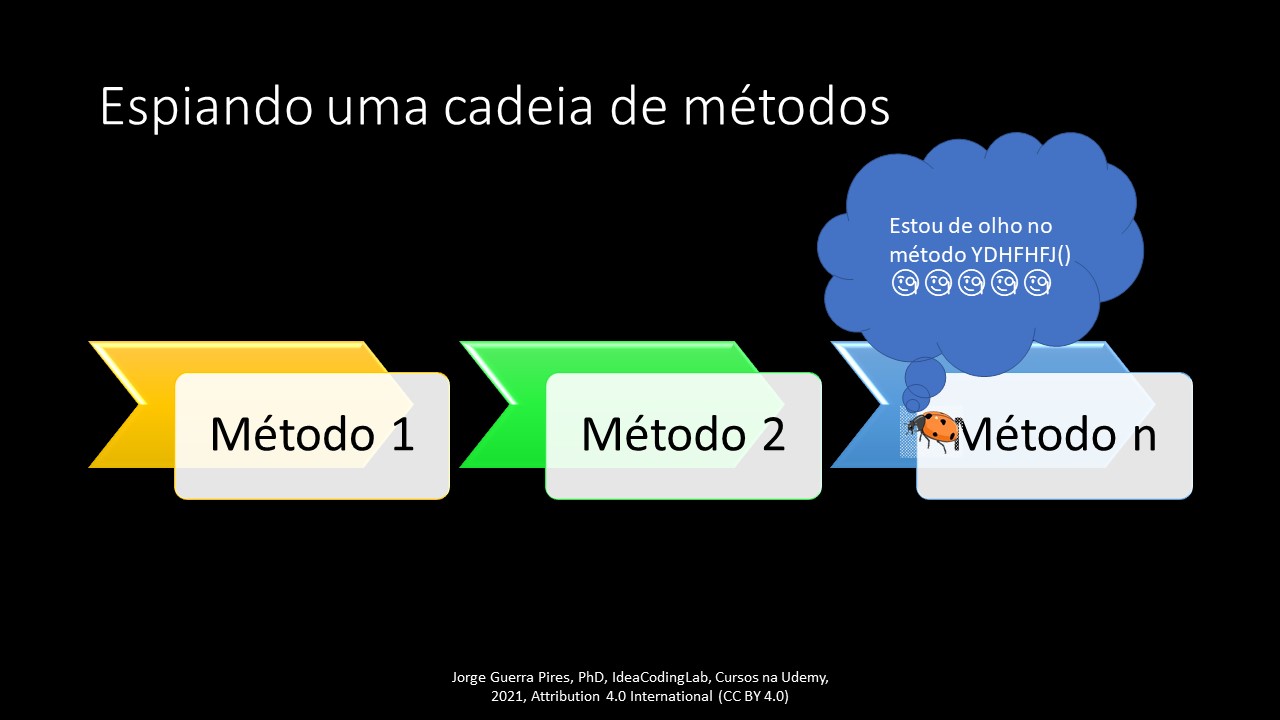 Espiando uma cadeia de métodos
Estou de olho no
método YDHFHFJ()
🧐🧐🧐🧐🧐
Método 1
Método 2
Método n
Jorge Guerra Pires, PhD, IdeaCodingLab, Cursos na Udemy,
2021, Attribution 4.0 International (CC BY 4.0)